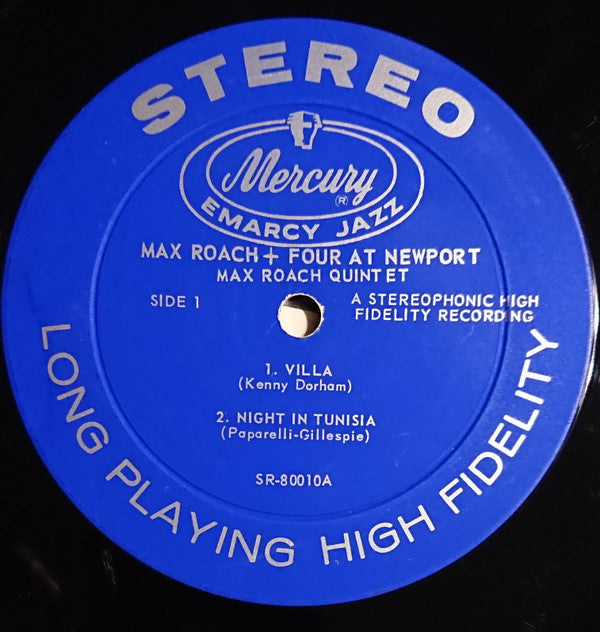 STEREO
Mercury
®
EMARCY JAZZ
MAX ROACH + FOUR AT NEWPORT
MAX ROACH QUINTET
SIDE 1
A STEREOPHONIC HIGH
FIDELITY RECORDING
1. VILLA
(Kenny Dorham)
2. NIGHT IN TUNISIA
(Paparelli-Gillespie)
SR-80010A
LONG PLAYING HIGH FIDELITY